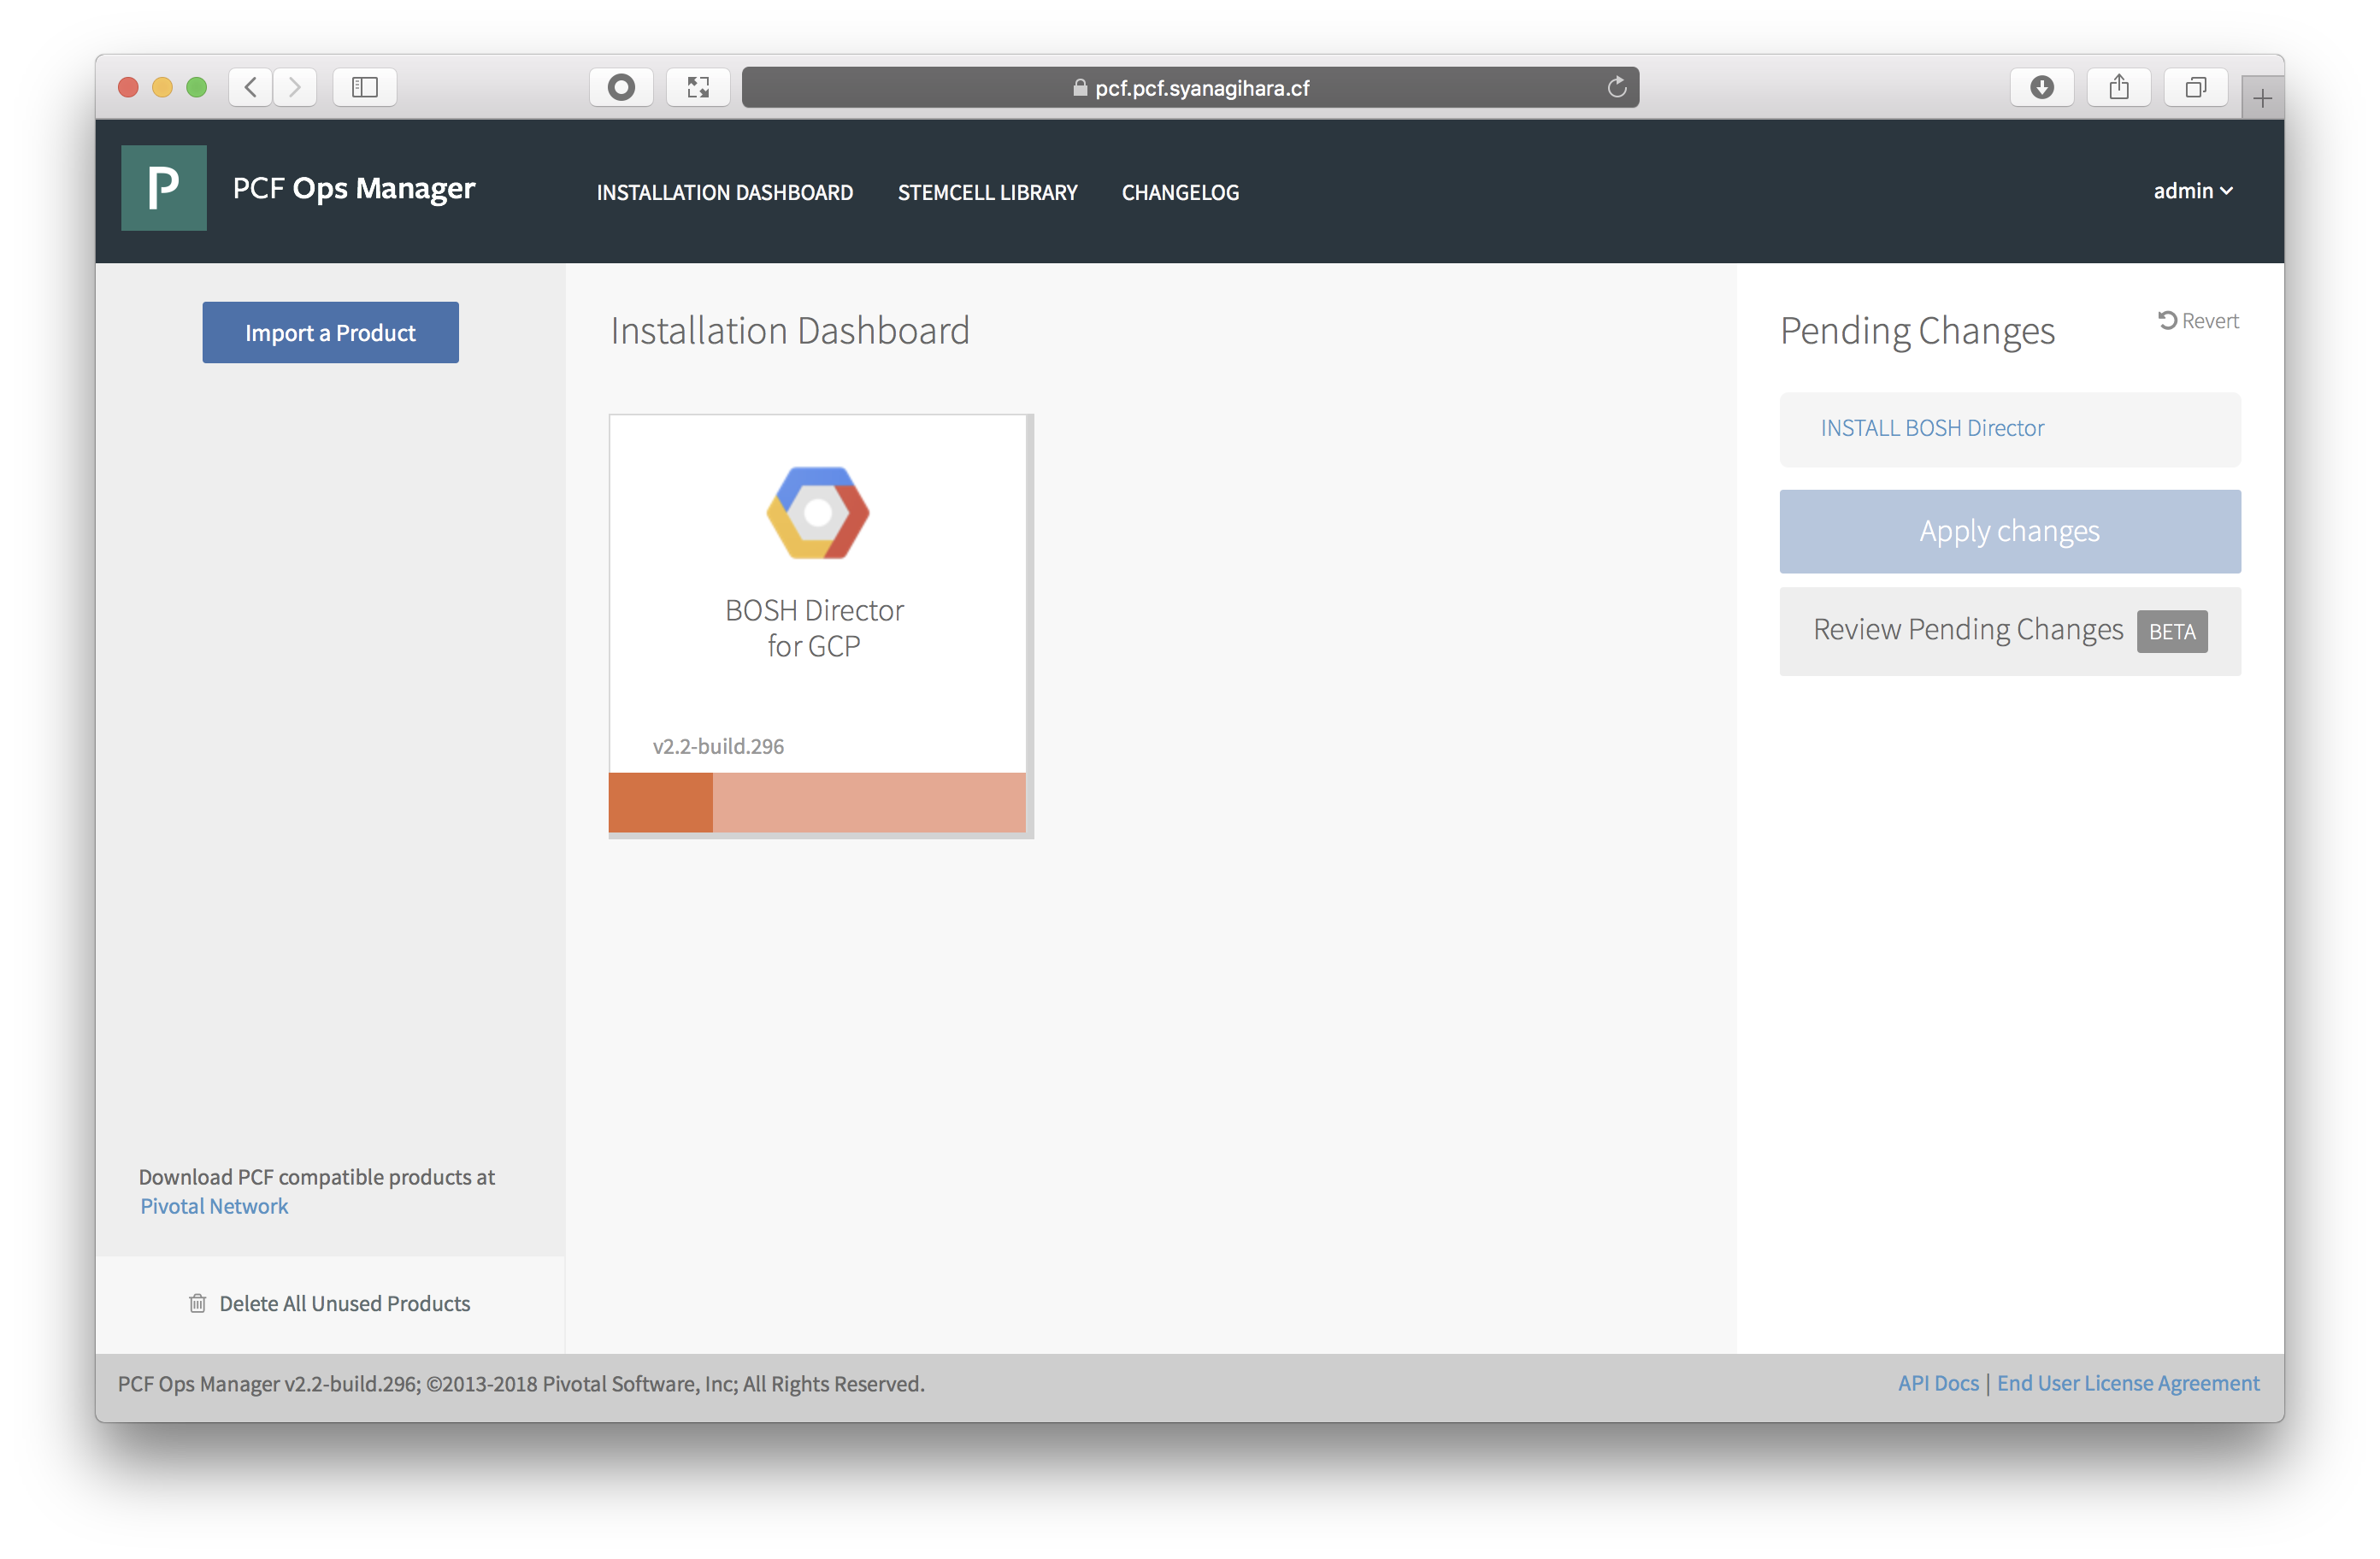 pcf.pcf.syanagihara.cf
P
PCF Ops Manager
INSTALLATION DASHBOARD
STEMCELL LIBRARY
CHANGELOG
admin
Import a Product
Installation Dashboard
Pending Changes
Revert
INSTALL BOSH Director
Apply changes
Review Pending Changes BETA
BOSH Director
for GCP
v2.2-build.296
Download PCF compatible products at
Pivotal Network
Delete All Unused Products
PCF Ops Manager v2.2-build.296; ©2013-2018 Pivotal Software, Inc; All Rights Reserved.
API Docs | End User License Agreement